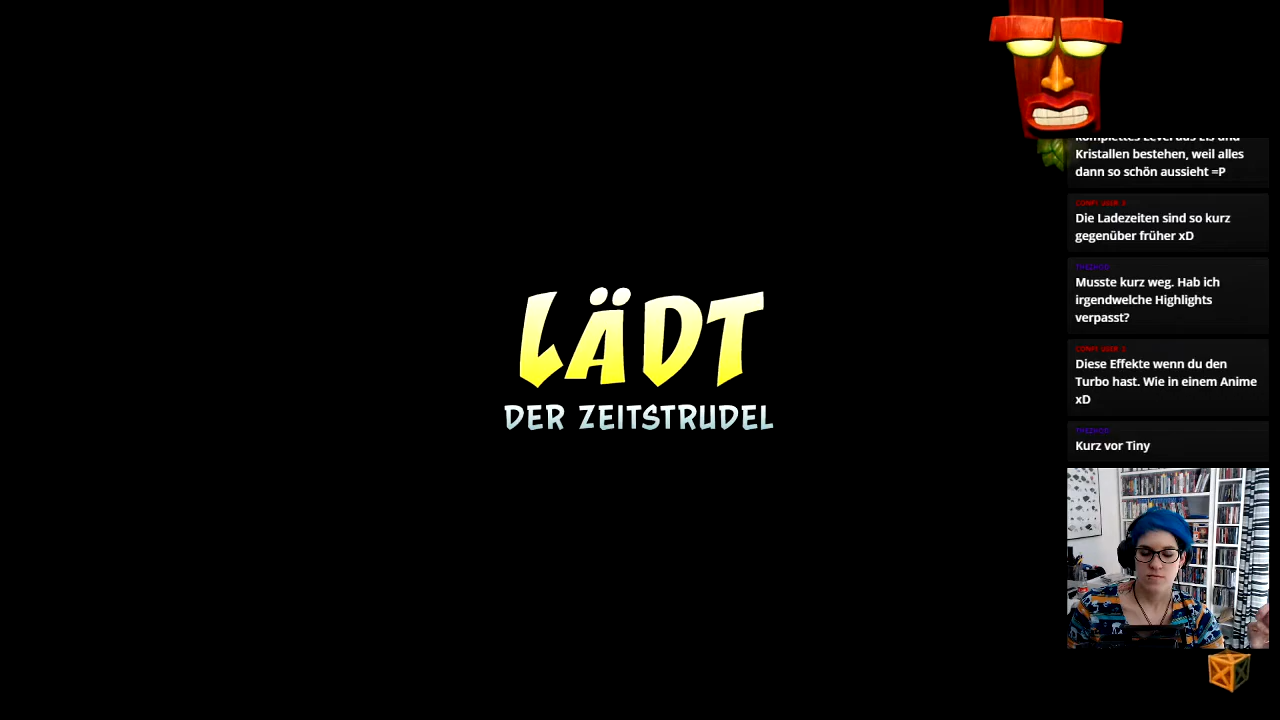 LÄDT
DER ZEITSTRUDEL
Kristallen bestehen, weil alles
dann so schön aussieht =P
Die Ladezeiten sind so kurz
gegenüber früher xD
Musste kurz weg. Hab ich
irgendwelche Highlights
verpasst?
Diese Effekte wenn du den
Turbo hast. Wie in einem Anime
xD
Kurz vor Tiny